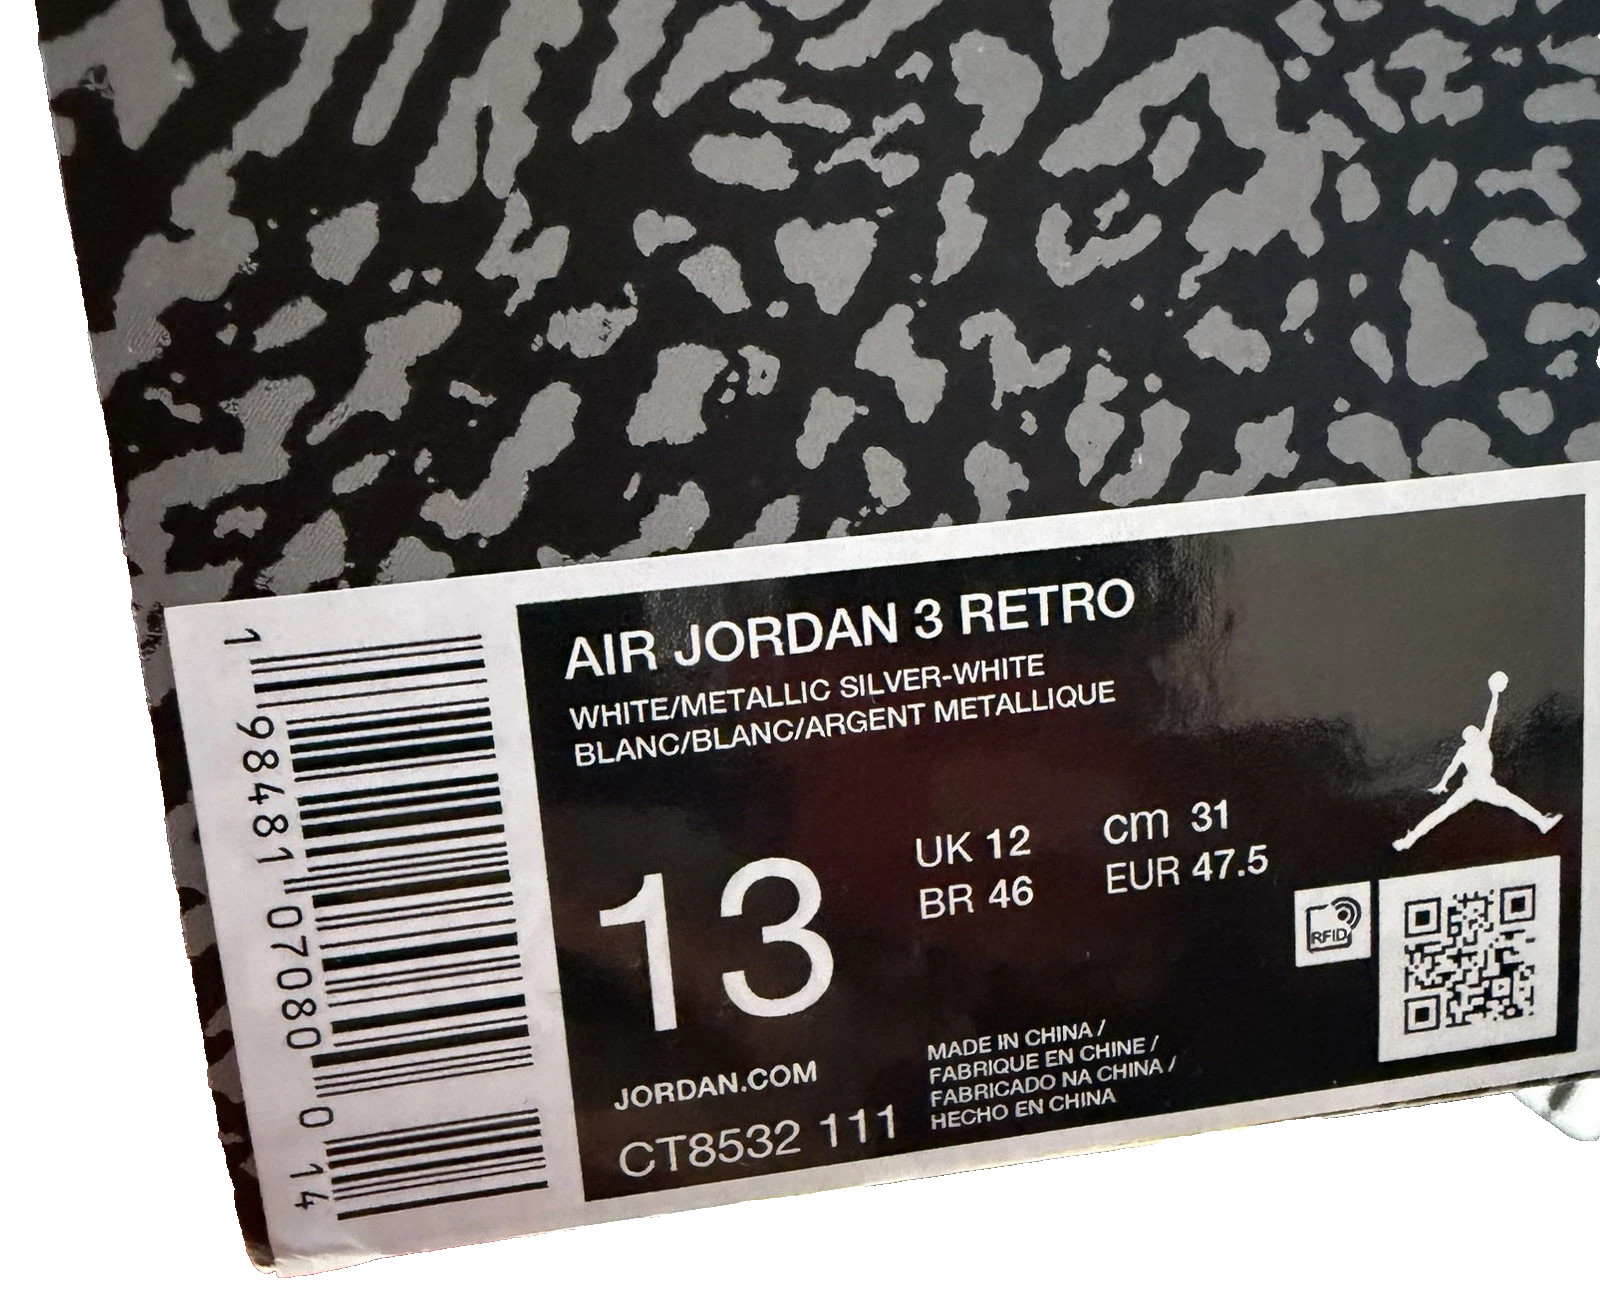 AIR JORDAN 3 RETRO
WHITE/METALLIC SILVER-WHITE
BLANC/BLANC/ARGENT METALLIQUE
13
UK 12
BR 46
cm 31
EUR 47.5
RFID
JORDAN.COM
CT8532 111
MADE IN CHINA /
FABRIQUE EN CHINE /
FABRICADO NA CHINA /
HECHO EN CHINA
1 98481 07080 0 14